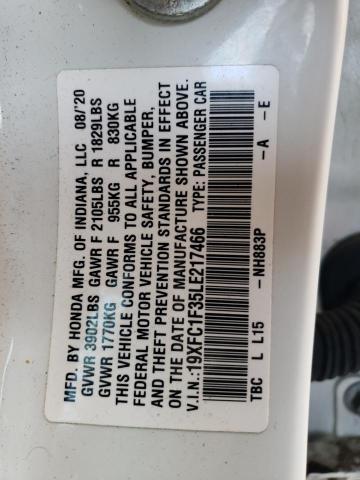 MFD. BY HONDA MFG. OF INDIANA, LLC 08/'20
GVWR 3902LBS GAWR F 2105LBS R 1829LBS
GVWR 1770KG GAWR F 955KG R 830KG
THIS VEHICLE CONFORMS TO ALL APPLICABLE
FEDERAL MOTOR VEHICLE SAFETY, BUMPER,
AND THEFT PREVENTION STANDARDS IN EFFECT
ON THE DATE OF MANUFACTURE SHOWN ABOVE.
V.I.N.:19XFC1F35LE217466 TYPE: PASSENGER CAR
TBC L L15 -NH883P -A -E